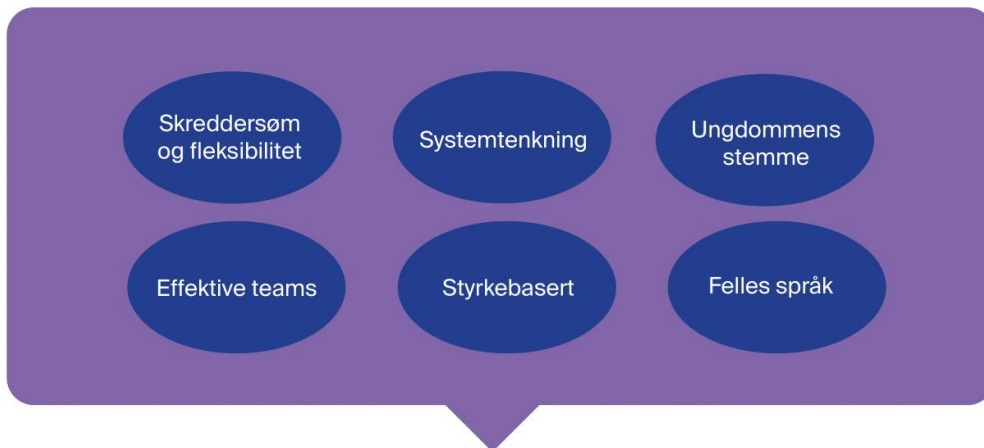 Skreddersøm
og fleksibilitet
Systemtenkning
Ungdommens
stemme
Effektive teams
Styrkebasert
Felles språk